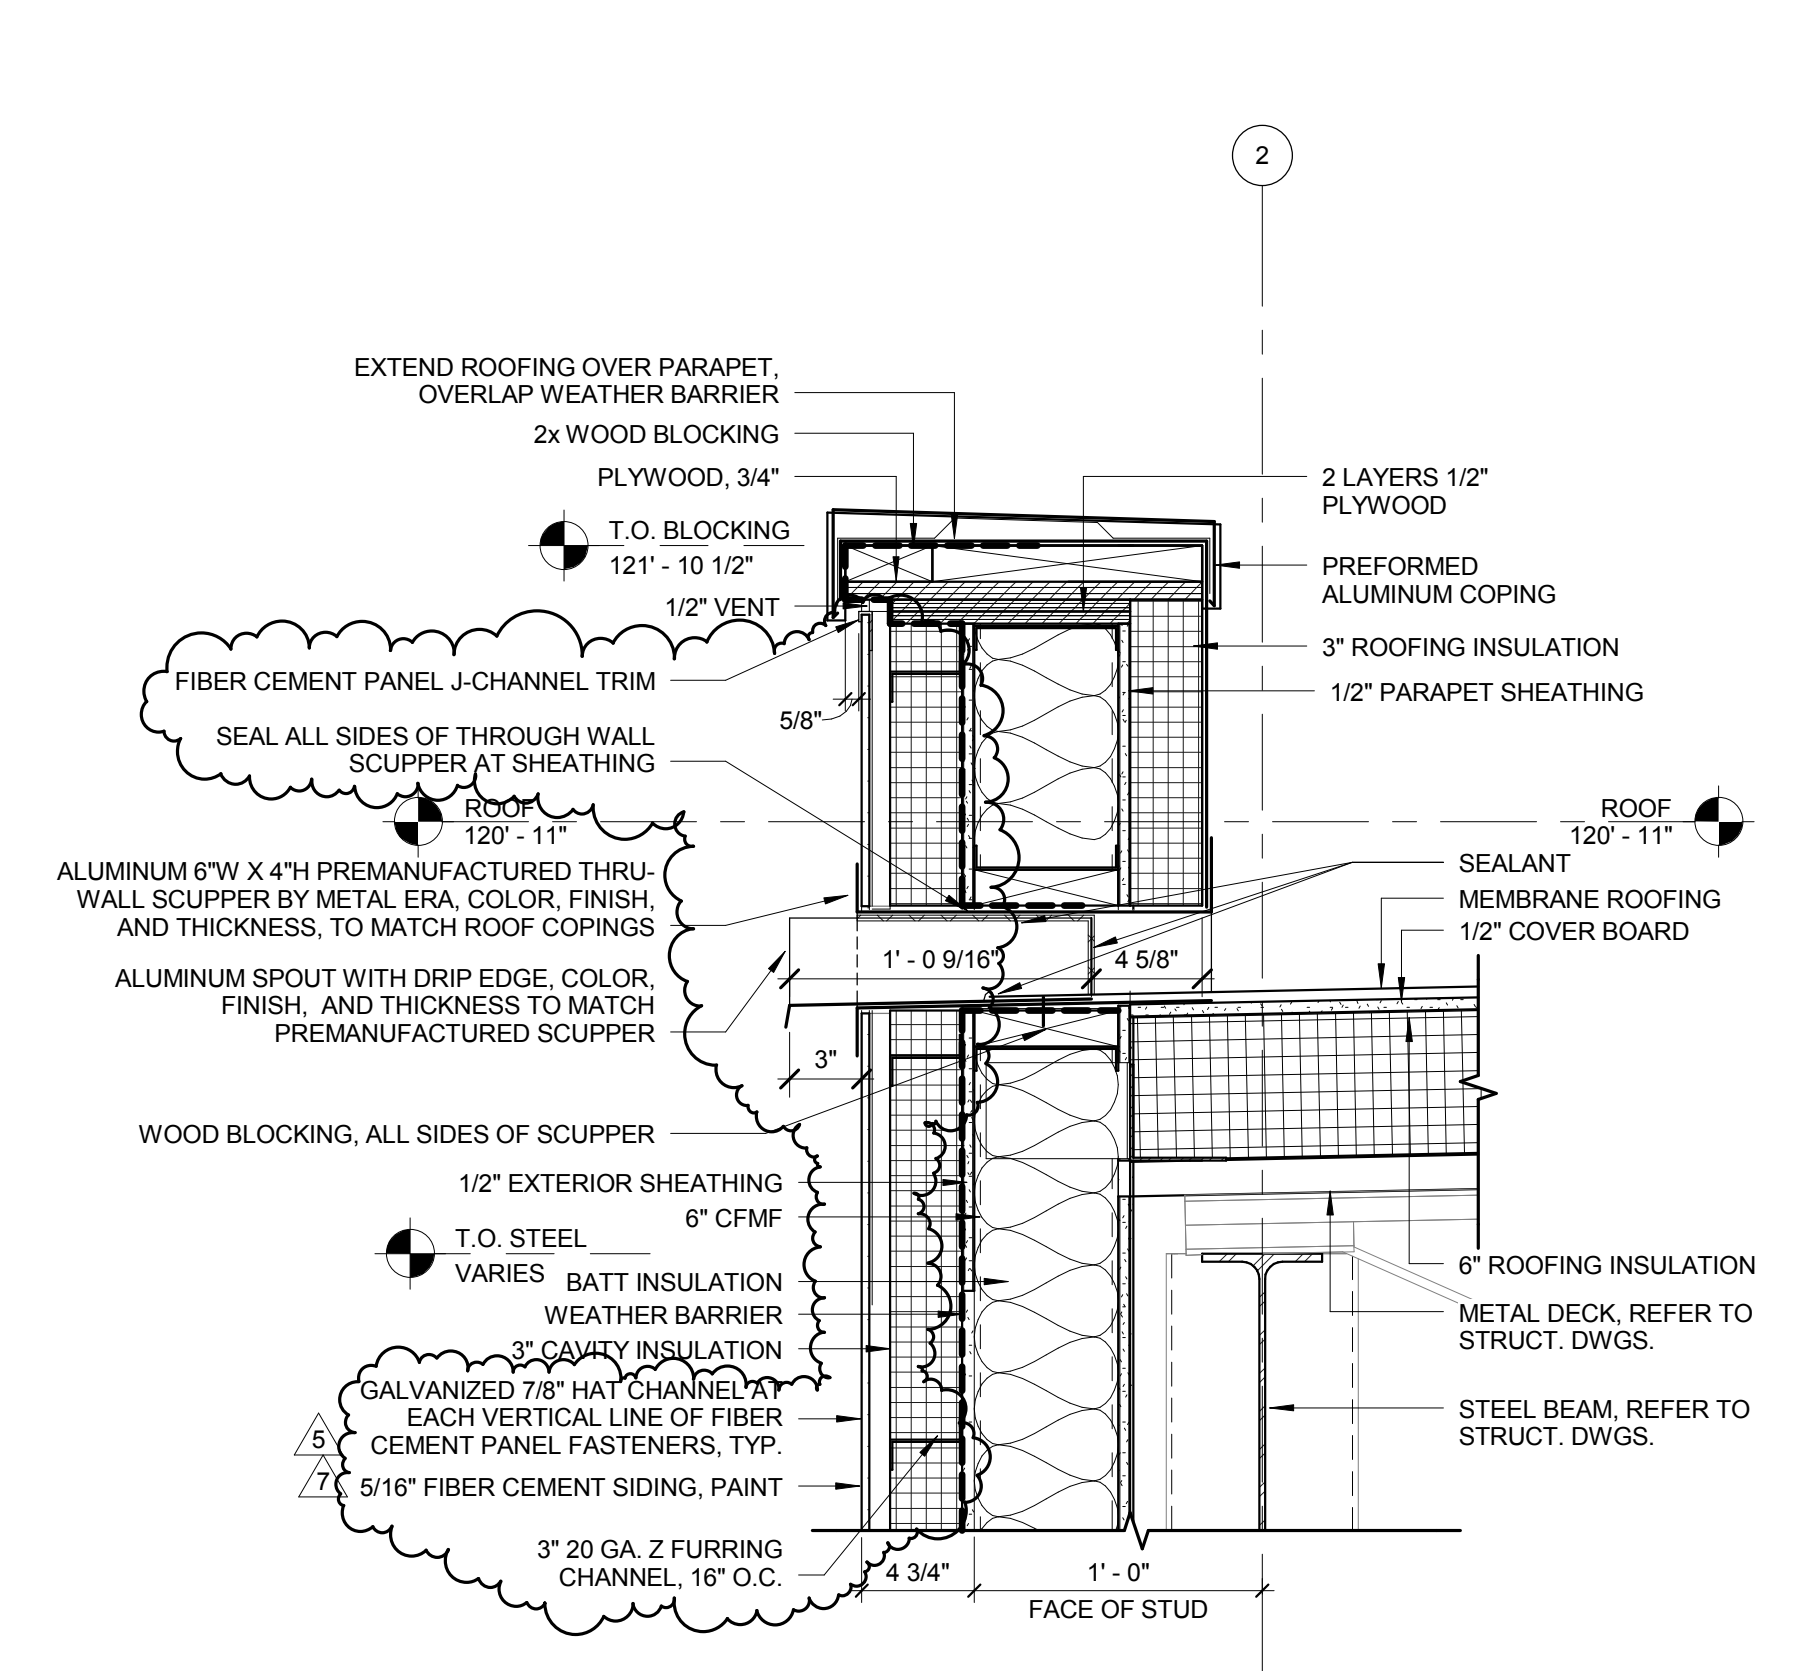 2
EXTEND ROOFING OVER PARAPET,
OVERLAP WEATHER BARRIER
2x WOOD BLOCKING
PLYWOOD, 3/4"
T.O. BLOCKING
121' - 10 1/2"
1/2" VENT
FIBER CEMENT PANEL J-CHANNEL TRIM
5/8"
SEAL ALL SIDES OF THROUGH WALL
SCUPPER AT SHEATHING
ROOF
120' - 11"
ALUMINUM 6"W X 4"H PREMANUFACTURED THRU-
WALL SCUPPER BY METAL ERA, COLOR, FINISH,
AND THICKNESS, TO MATCH ROOF COPINGS
ALUMINUM SPOUT WITH DRIP EDGE, COLOR,
FINISH,  AND THICKNESS TO MATCH
PREMANUFACTURED SCUPPER
1' - 0 9/16"
4 5/8"
3"
WOOD BLOCKING, ALL SIDES OF SCUPPER
1/2" EXTERIOR SHEATHING
6" CFMF
T.O. STEEL
VARIES
BATT INSULATION
WEATHER BARRIER
3" CAVITY INSULATION
GALVANIZED 7/8" HAT CHANNEL AT
EACH VERTICAL LINE OF FIBER
CEMENT PANEL FASTENERS, TYP.
5
7
5/16" FIBER CEMENT SIDING, PAINT
3" 20 GA. Z FURRING
CHANNEL, 16" O.C.
4 3/4"
1' - 0"
FACE OF STUD
2 LAYERS 1/2"
PLYWOOD
PREFORMED
ALUMINUM COPING
3" ROOFING INSULATION
1/2" PARAPET SHEATHING
ROOF
120' - 11"
SEALANT
MEMBRANE ROOFING
1/2" COVER BOARD
6" ROOFING INSULATION
METAL DECK, REFER TO
STRUCT. DWGS.
STEEL BEAM, REFER TO
STRUCT. DWGS.